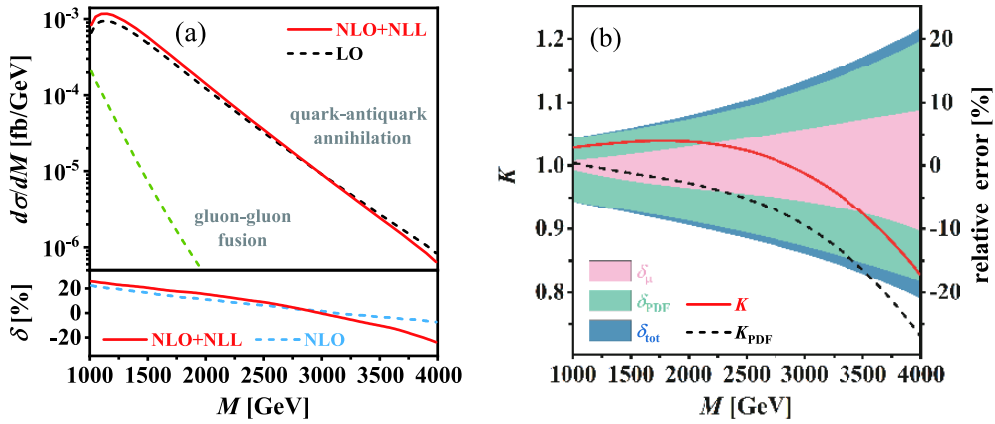 (a)
NLO+NLL
LO
quark-antiquark
annihilation
gluon-gluon
fusion
dσ/dM [fb/GeV]
10⁻³
10⁻⁴
10⁻⁵
10⁻⁶
δ [%]
20
0
-20
NLO+NLL NLO
1000 1500 2000 2500 3000 3500 4000
M [GeV]
(b)
K
1.2
1.1
1.0
0.9
0.8
δμ
δPDF K
δtot KPDF
20
10
0
-10
-20
relative error [%]
1000 1500 2000 2500 3000 3500 4000
M [GeV]